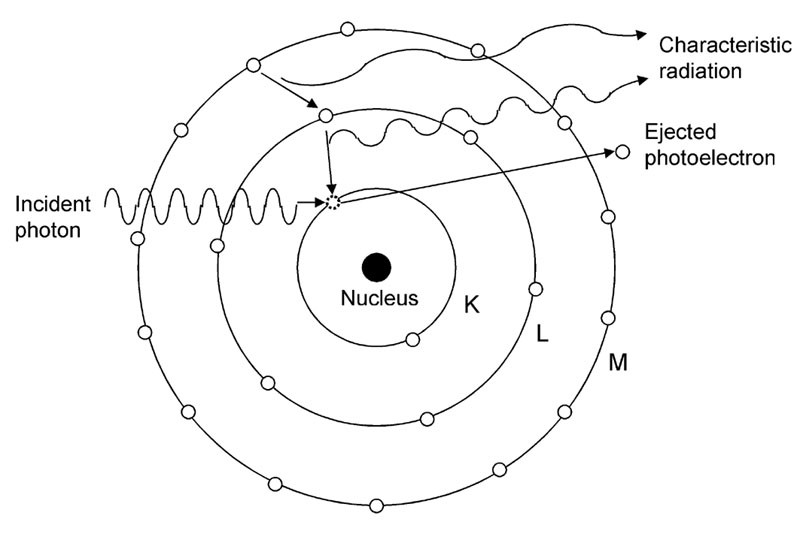 Characteristic
radiation
Ejected
photoelectron
Incident
photon
Nucleus
K
L
M